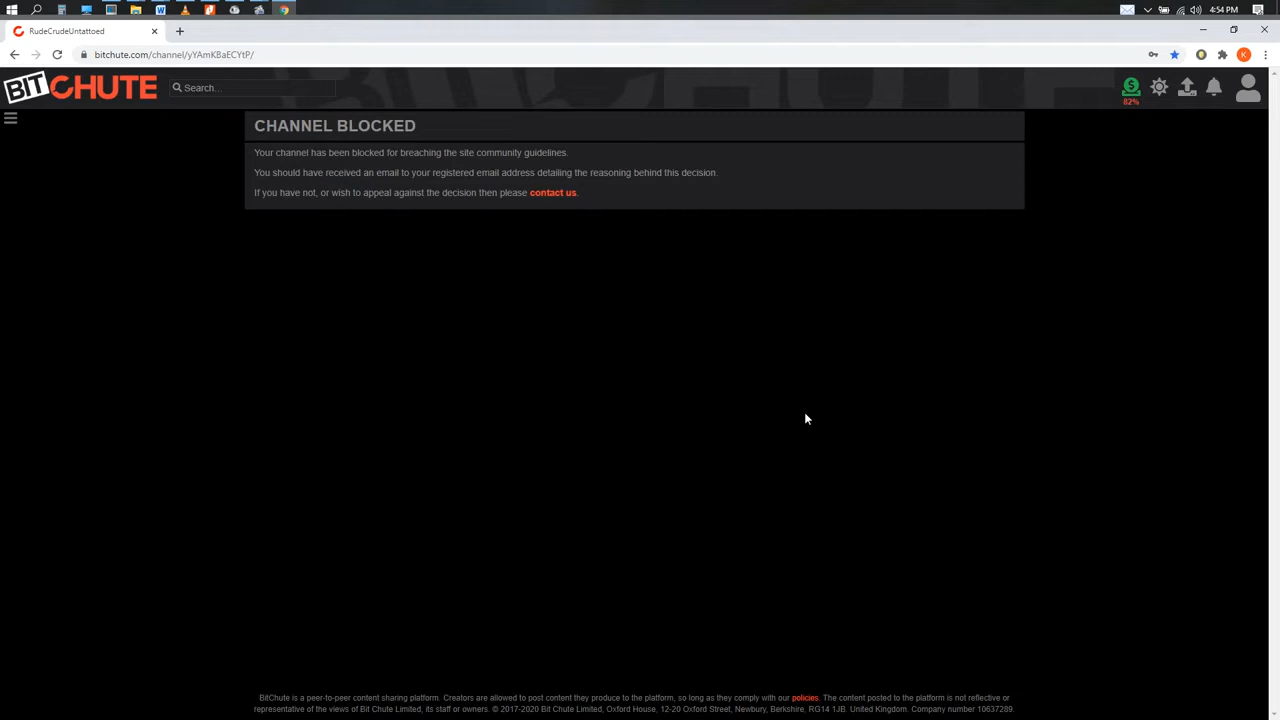 4:54 PM
RudeCrudeUntattoed
bitchute.com/channel/yYAmKBaECYtP/
K
BITCHUTE
Search...
82%
CHANNEL BLOCKED
Your channel has been blocked for breaching the site community guidelines.
You should have received an email to your registered email address detailing the reasoning behind this decision.
If you have not, or wish to appeal against the decision then please contact us.
BitChute is a peer-to-peer content sharing platform. Creators are allowed to post content they produce to the platform, so long as they comply with our policies. The content posted to the platform is not reflective or
representative of the views of Bit Chute Limited, its staff or owners. © 2017-2020 Bit Chute Limited, Oxford House, 12-20 Oxford Street, Newbury, Berkshire, RG14 1JB. United Kingdom. Company number 10637289.